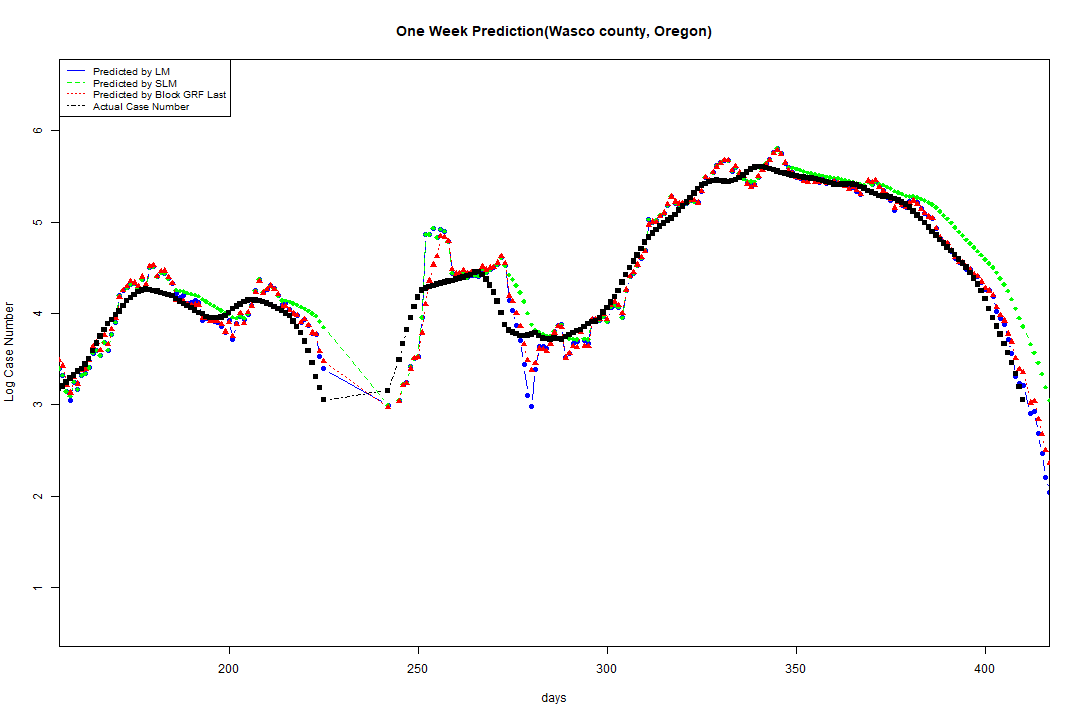 One Week Prediction(Wasco county, Oregon)
Predicted by LM
Predicted by SLM
Predicted by Block GRF Last
Actual Case Number
6
5
4
3
2
1
Log Case Number
200 250 300 350 400
days